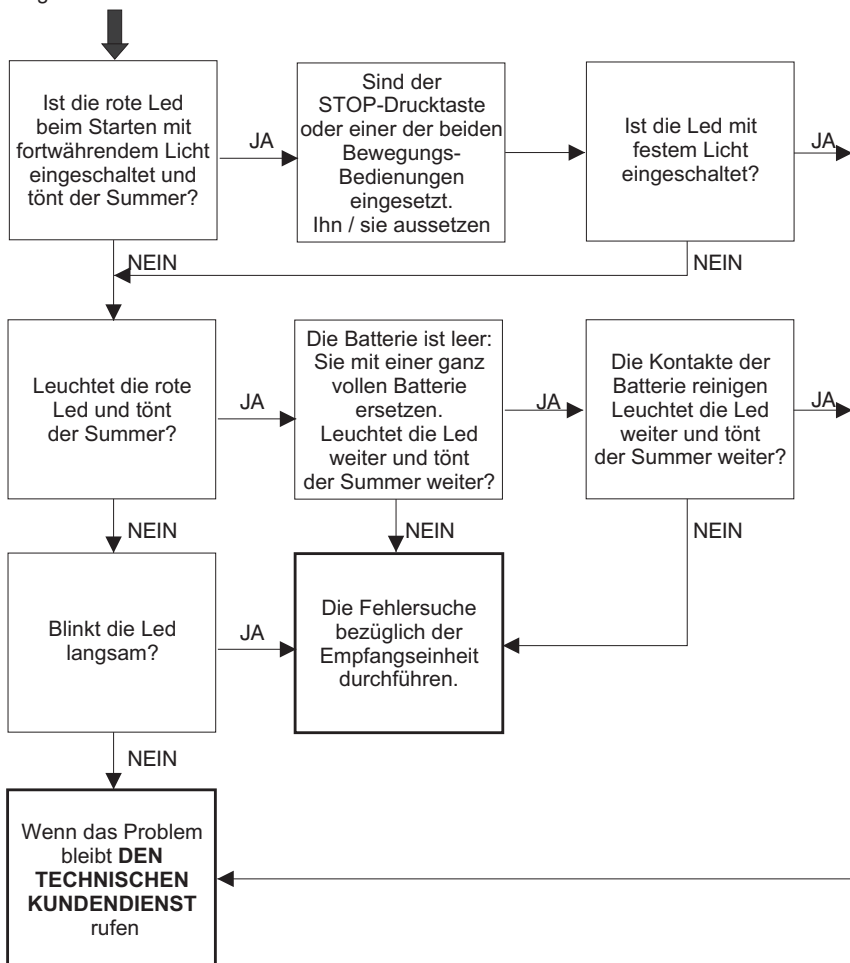 Ist die rote Led
beim Starten mit
fortwährendem Licht
eingeschaltet und
tönt der Summer?
JA
Sind der
STOP-Drucktaste
oder einer der beiden
Bewegungs-
Bedienungen
eingesetzt.
Ihn / sie aussetzen
Ist die Led mit
festem Licht
eingeschaltet?
JA
NEIN
NEIN
Leuchtet die rote
Led und tönt
der Summer?
JA
Die Batterie ist leer:
Sie mit einer ganz
vollen Batterie
ersetzen.
Leuchtet die Led
weiter und tönt
der Summer weiter?
JA
Die Kontakte der
Batterie reinigen
Leuchtet die Led
weiter und tönt
der Summer weiter?
JA
NEIN
NEIN
NEIN
Blinkt die Led
langsam?
JA
Die Fehlersuche
bezüglich der
Empfangseinheit
durchführen.
NEIN
Wenn das Problem
bleibt DEN
TECHNISCHEN
KUNDENDIENST
rufen